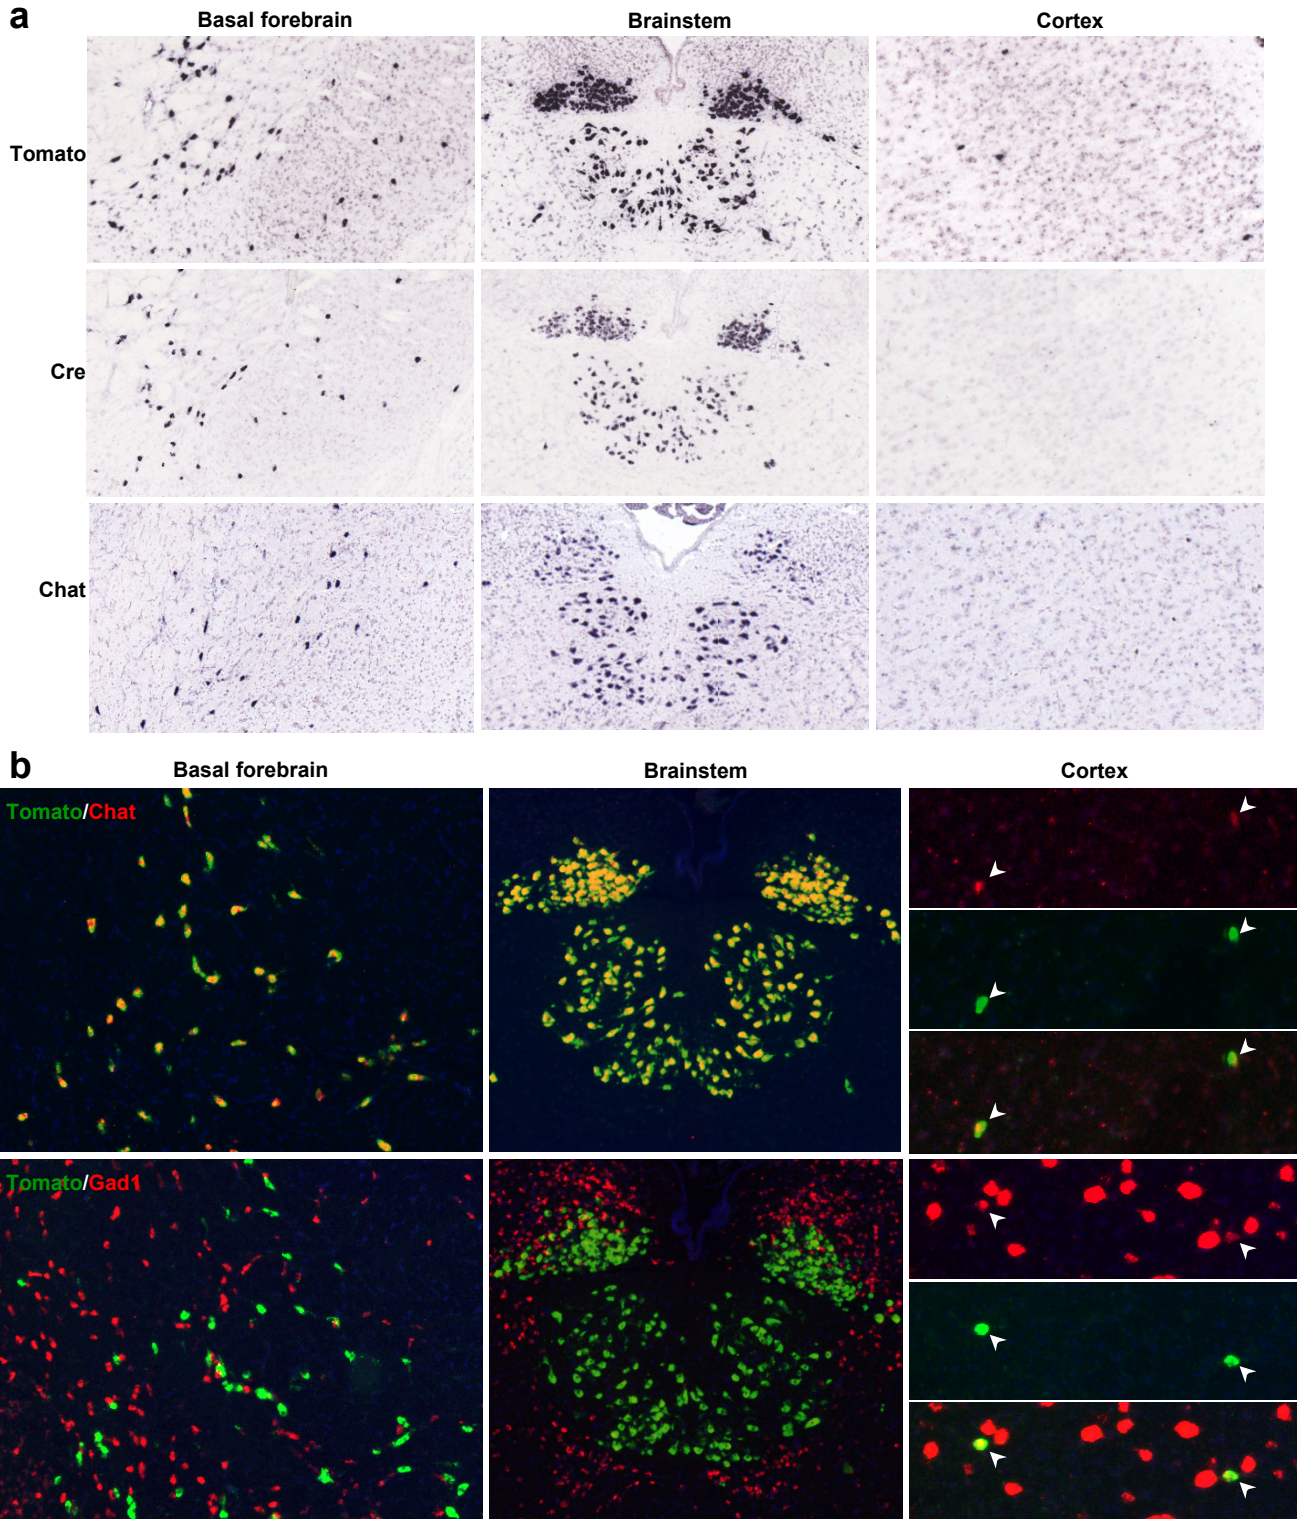 a
Basal forebrain Brainstem Cortex
Tomato
Cre
Chat
b
Basal forebrain Brainstem Cortex
Tomato/Chat
Tomato/Gad1